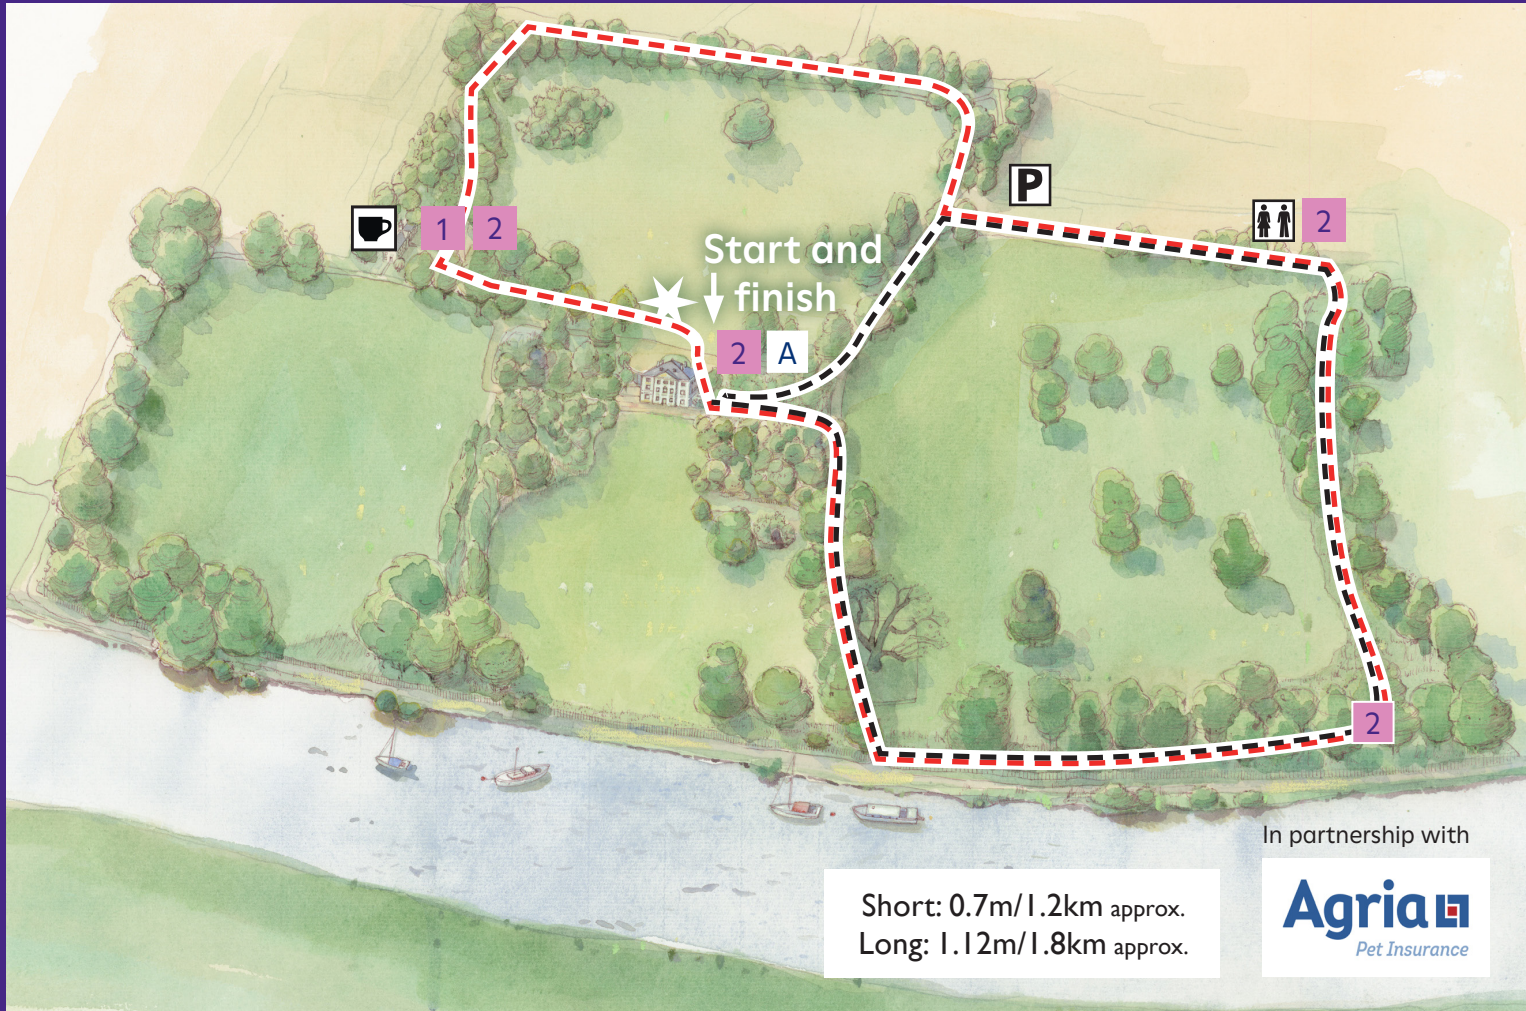 P
2
1 2
Start and
finish
2 A
2
In partnership with
Agria
Pet Insurance
Short: 0.7m/1.2km approx.
Long: 1.12m/1.8km approx.